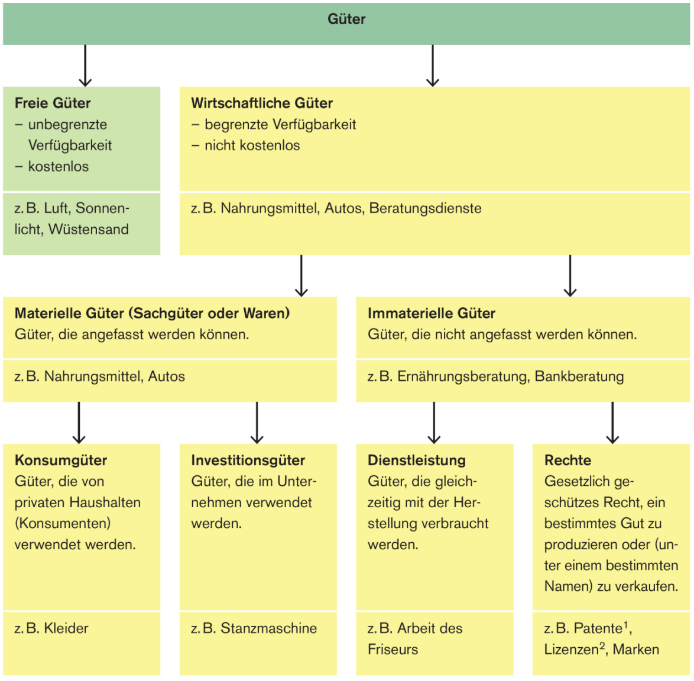 Güter
Freie Güter
– unbegrenzte
Verfügbarkeit
– kostenlos
z. B. Luft, Sonnen-
licht, Wüstensand
Wirtschaftliche Güter
– begrenzte Verfügbarkeit
– nicht kostenlos
z. B. Nahrungsmittel, Autos, Beratungsdienste
Materielle Güter (Sachgüter oder Waren)
Güter, die angefasst werden können.
z. B. Nahrungsmittel, Autos
Immaterielle Güter
Güter, die nicht angefasst werden können.
z. B. Ernährungsberatung, Bankberatung
Konsumgüter
Güter, die von
privaten Haushalten
(Konsumenten)
verwendet werden.
z. B. Kleider
Investitionsgüter
Güter, die im Unter-
nehmen verwendet
werden.
z. B. Stanzmaschine
Dienstleistung
Güter, die gleich-
zeitig mit der Her-
stellung verbraucht
werden.
z. B. Arbeit des
Friseurs
Rechte
Gesetzlich ge-
schützes Recht, ein
bestimmtes Gut zu
produzieren oder (un-
ter einem bestimmten
Namen) zu verkaufen.
z. B. Patente¹,
Lizenzen², Marken